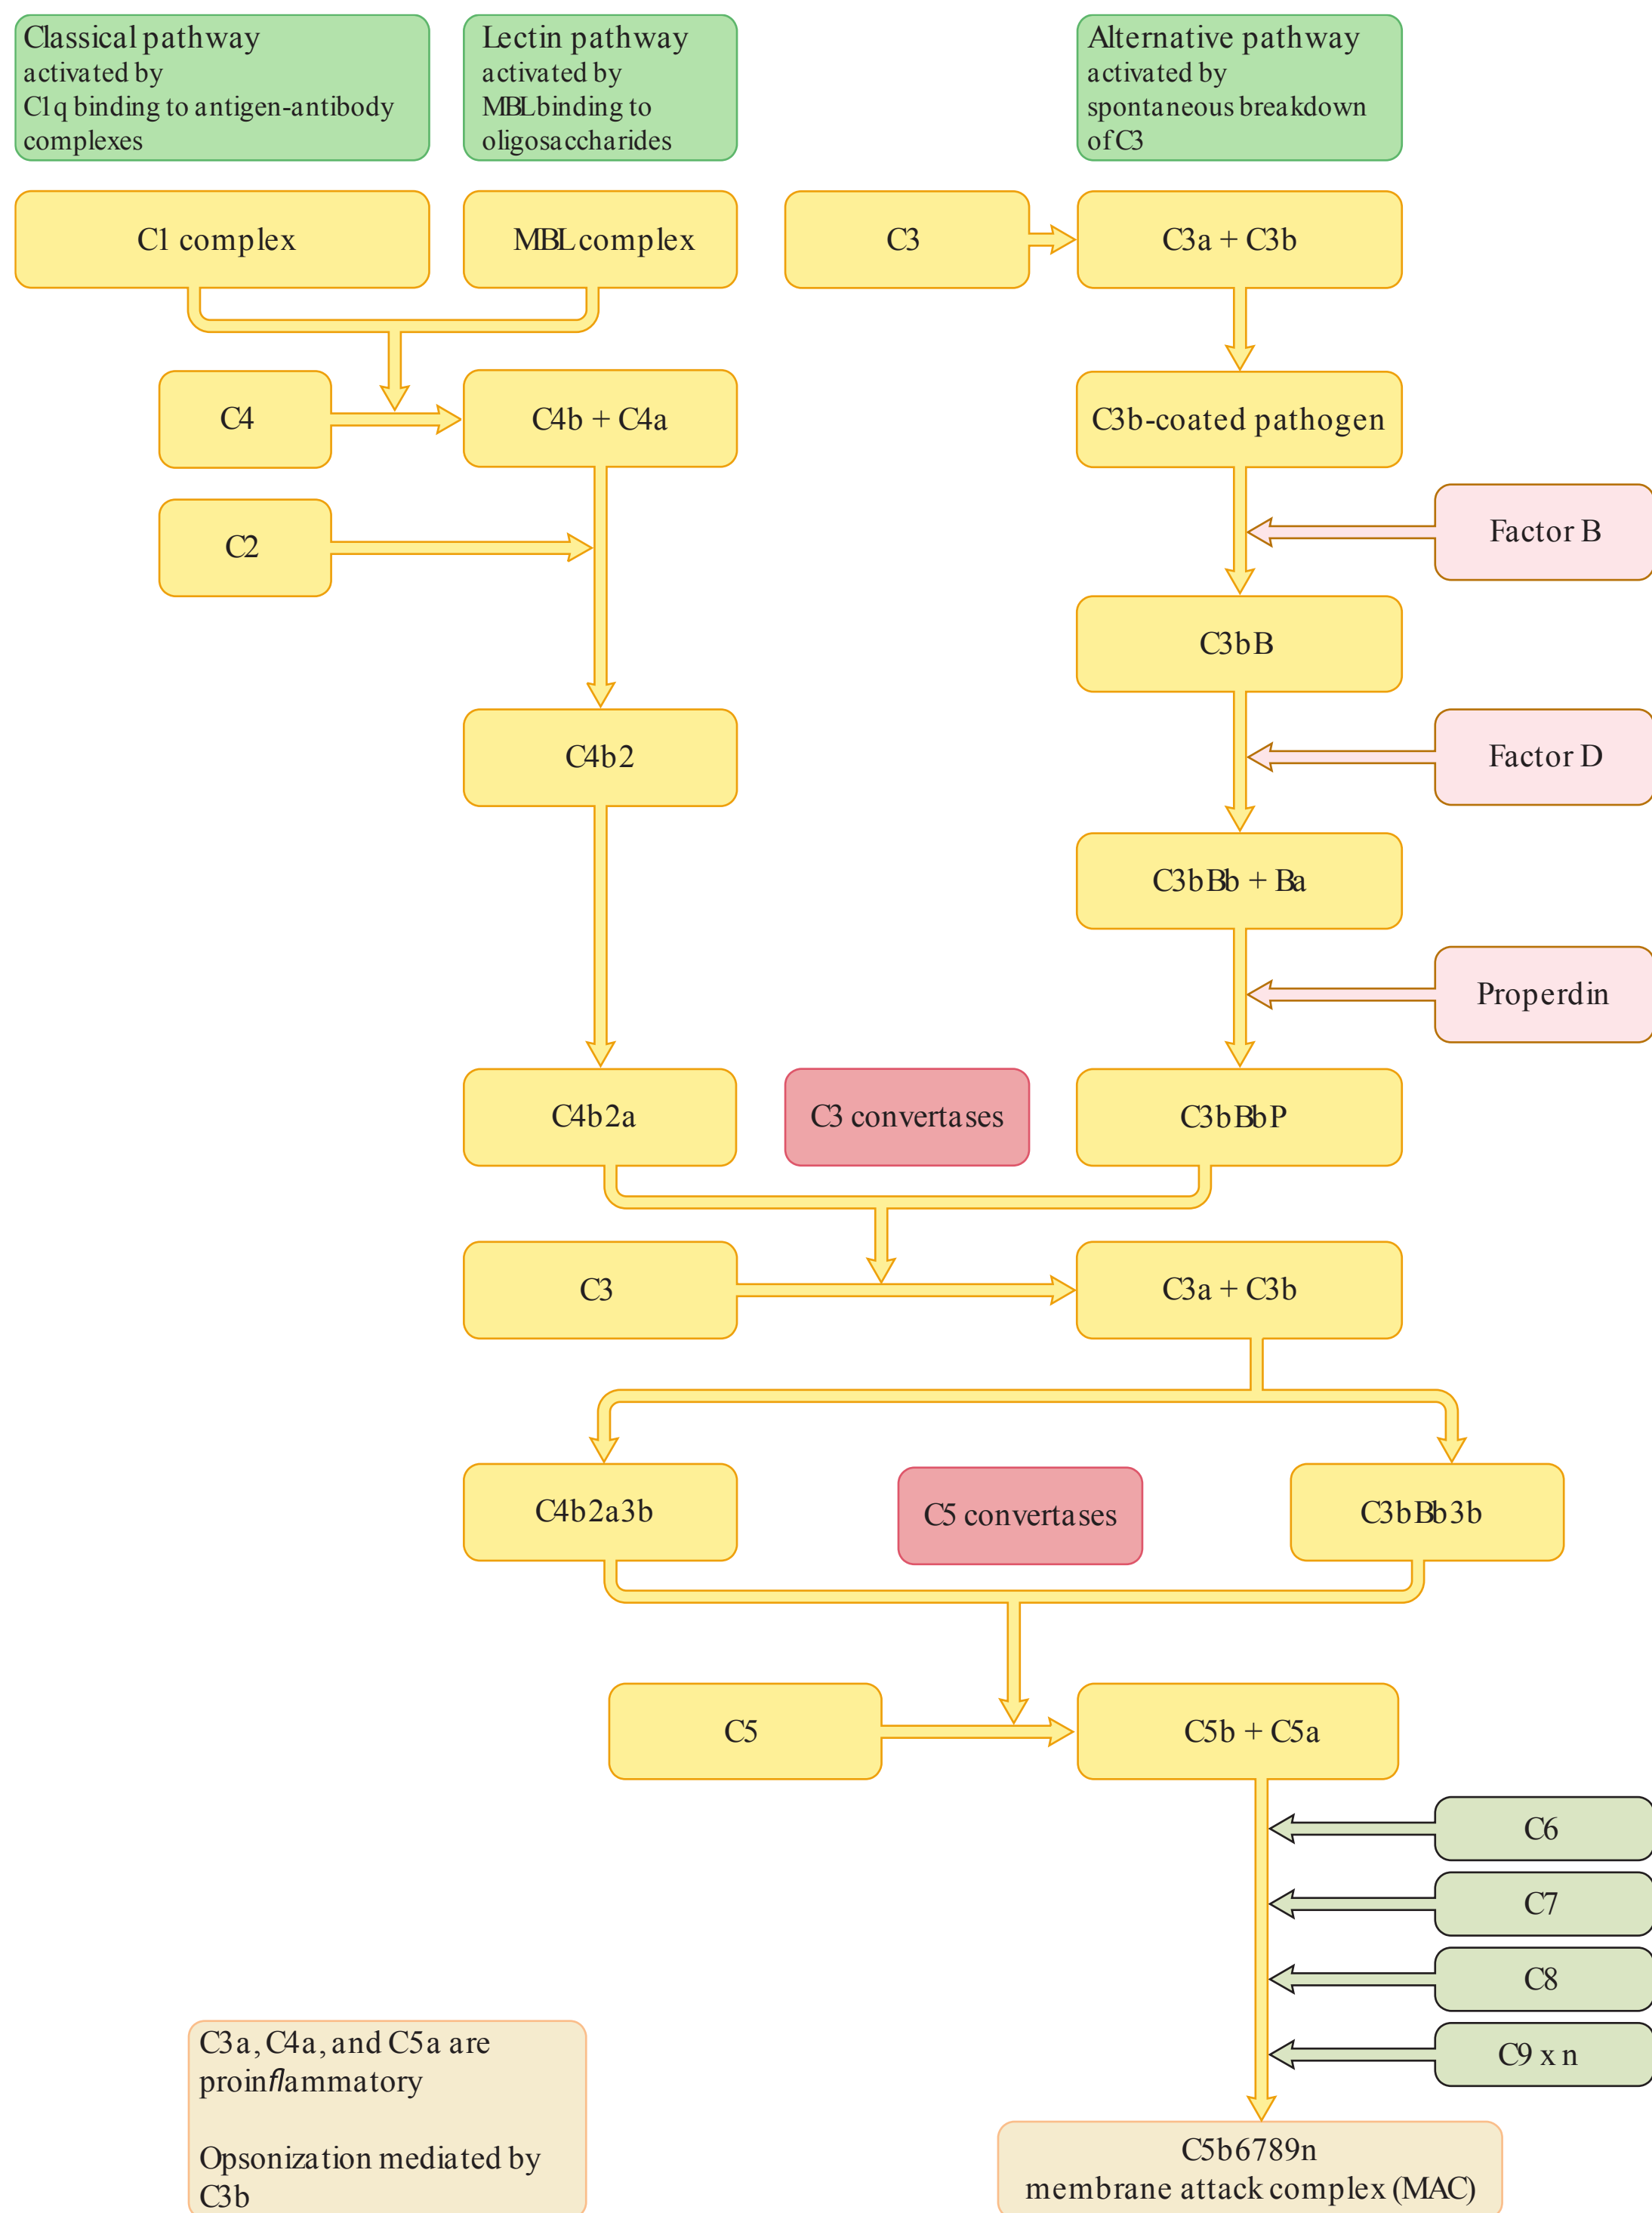 Classical pathway
activated by
C1q binding to antigen-antibody
complexes
Lectin pathway
activated by
MBL binding to
oligosaccharides
Alternative pathway
activated by
spontaneous breakdown
of C3
C1 complex
MBL complex
C3
C3a + C3b
C4
C4b + C4a
C3b-coated pathogen
C2
Factor B
C3bB
C4b2
Factor D
C3bBb + Ba
Properdin
C4b2a
C3 convertases
C3bBbP
C3
C3a + C3b
C4b2a3b
C5 convertases
C3bBb3b
C5
C5b + C5a
C6
C7
C8
C9 x n
C3a, C4a, and C5a are
proinflammatory
Opsonization mediated by
C3b
C5b6789n
membrane attack complex (MAC)